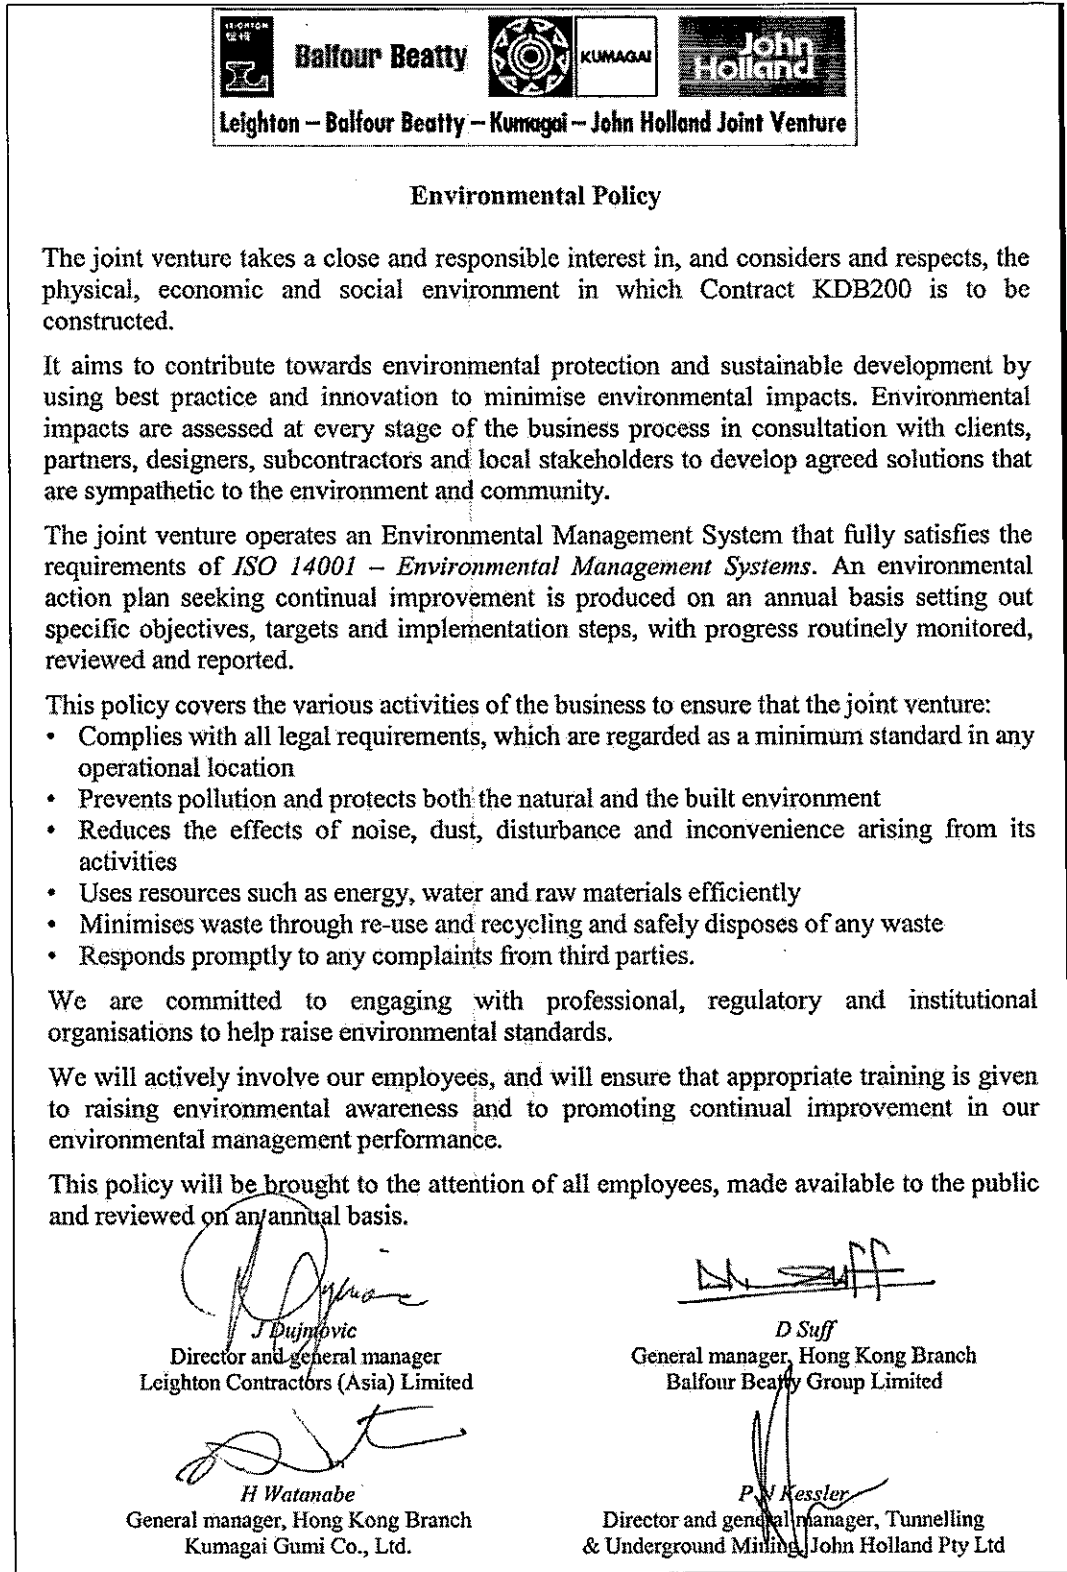 LEIGHTON
Balfour Beatty
KUMAGAI
John
Holland
Leighton – Balfour Beatty – Kumagai – John Holland Joint Venture
Environmental Policy
The joint venture takes a close and responsible interest in, and considers and respects, the
physical, economic and social environment in which Contract KDB200 is to be
constructed.
It aims to contribute towards environmental protection and sustainable development by
using best practice and innovation to minimise environmental impacts. Environmental
impacts are assessed at every stage of the business process in consultation with clients,
partners, designers, subcontractors and local stakeholders to develop agreed solutions that
are sympathetic to the environment and community.
The joint venture operates an Environmental Management System that fully satisfies the
requirements of ISO 14001 – Environmental Management Systems. An environmental
action plan seeking continual improvement is produced on an annual basis setting out
specific objectives, targets and implementation steps, with progress routinely monitored,
reviewed and reported.
This policy covers the various activities of the business to ensure that the joint venture:
• Complies with all legal requirements, which are regarded as a minimum standard in any
operational location
• Prevents pollution and protects both the natural and the built environment
• Reduces the effects of noise, dust, disturbance and inconvenience arising from its
activities
• Uses resources such as energy, water and raw materials efficiently
• Minimises waste through re-use and recycling and safely disposes of any waste
• Responds promptly to any complaints from third parties.
We are committed to engaging with professional, regulatory and institutional
organisations to help raise environmental standards.
We will actively involve our employees, and will ensure that appropriate training is given
to raising environmental awareness and to promoting continual improvement in our
environmental management performance.
This policy will be brought to the attention of all employees, made available to the public
and reviewed on an annual basis.
J Dujmovic
Director and general manager
Leighton Contractors (Asia) Limited
D Suff
General manager, Hong Kong Branch
Balfour Beatty Group Limited
H Watanabe
General manager, Hong Kong Branch
Kumagai Gumi Co., Ltd.
Kessler
Director and general manager, Tunnelling
& Underground Mining, John Holland Pty Ltd